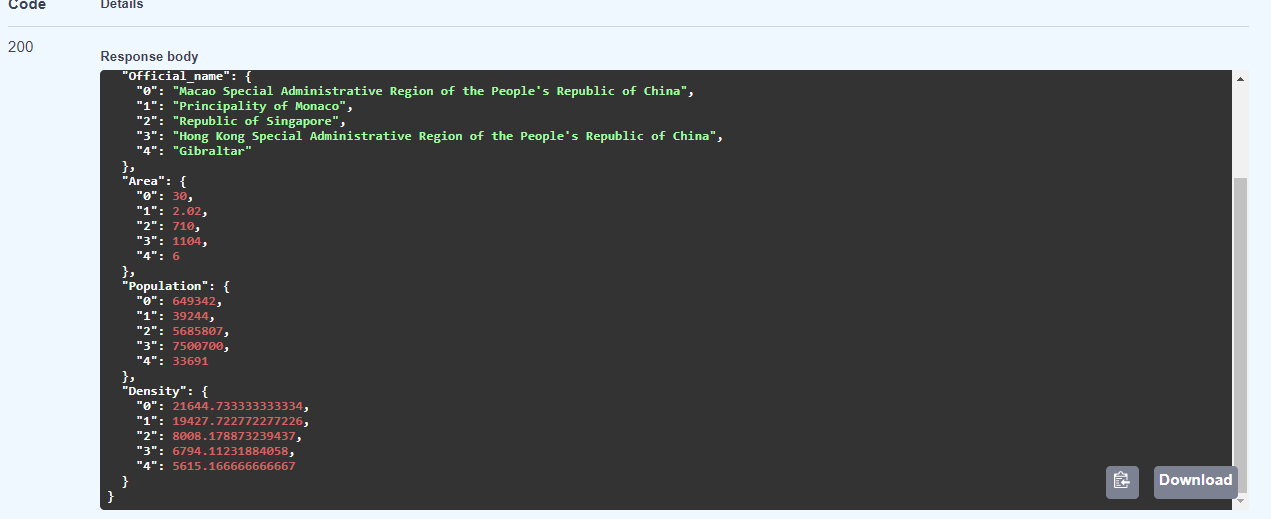 Code Details
200
Response body
"Official_name": {
"0": "Macao Special Administrative Region of the People's Republic of China",
"1": "Principality of Monaco",
"2": "Republic of Singapore",
"3": "Hong Kong Special Administrative Region of the People's Republic of China",
"4": "Gibraltar"
},
"Area": {
"0": 30,
"1": 2.02,
"2": 710,
"3": 1104,
"4": 6
},
"Population": {
"0": 649342,
"1": 39244,
"2": 5685807,
"3": 7500700,
"4": 33691
},
"Density": {
"0": 21644.733333333334,
"1": 19427.722772277226,
"2": 8008.178873239437,
"3": 6794.11231884058,
"4": 5615.166666666667
}
}
Download